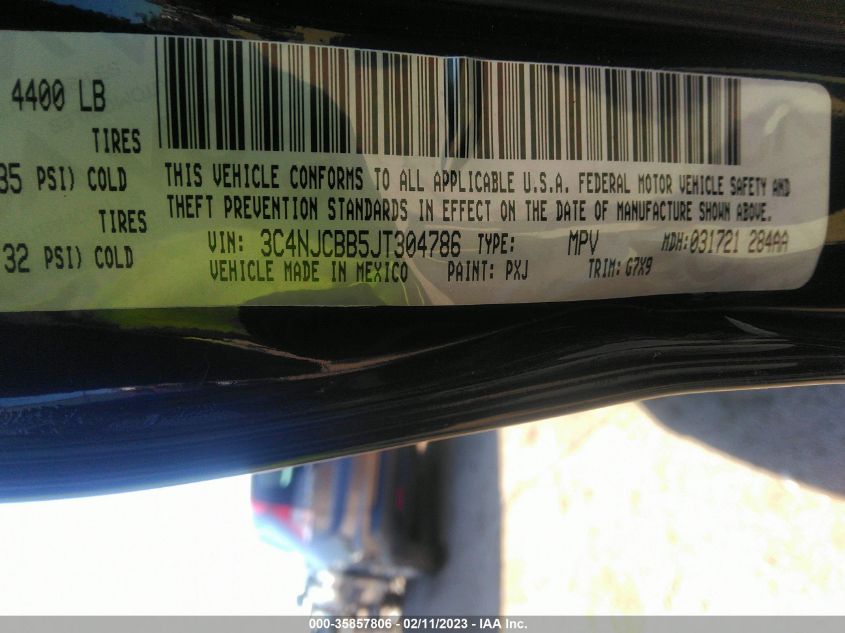 4400 LB
TIRES
35 PSI) COLD
TIRES
32 PSI) COLD
THIS VEHICLE CONFORMS TO ALL APPLICABLE U.S.A. FEDERAL MOTOR VEHICLE SAFETY AND
THEFT PREVENTION STANDARDS IN EFFECT ON THE DATE OF MANUFACTURE SHOWN ABOVE.
VIN: 3C4NJCBB5JT304786 TYPE: MPV MDH:031721 284AA
VEHICLE MADE IN MEXICO PAINT: PXJ TRIM: G7X9
000-35857806 - 02/11/2023 - IAA Inc.